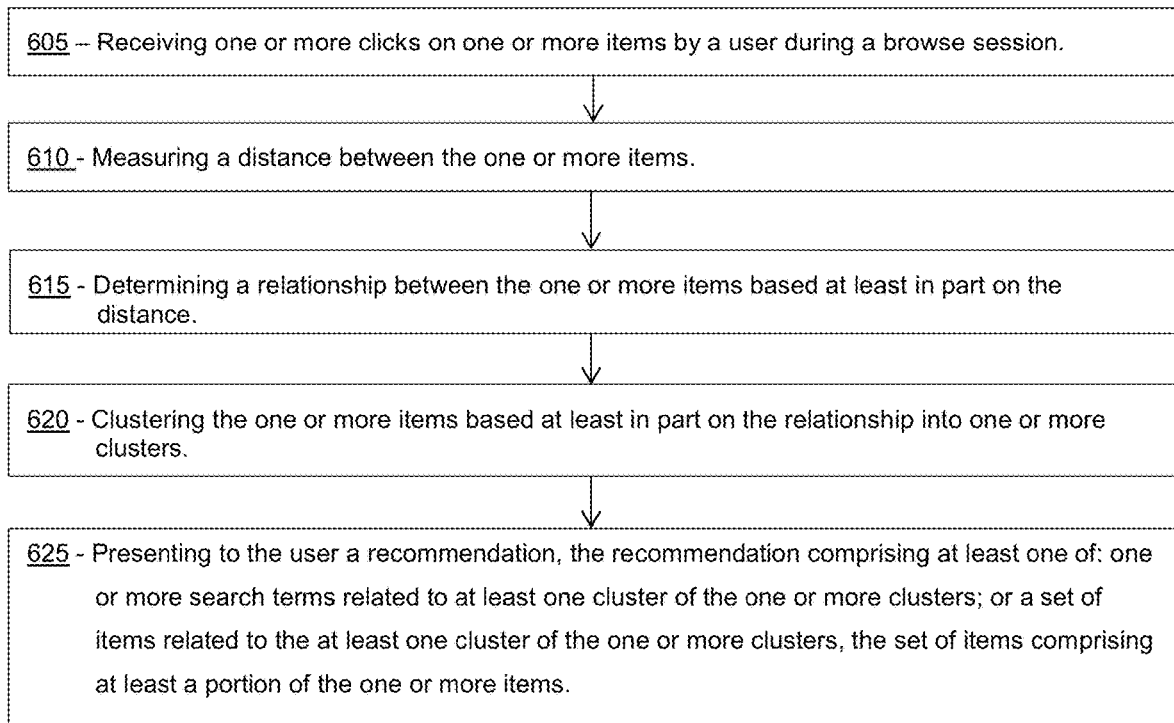 605 – Receiving one or more clicks on one or more items by a user during a browse session.
610 - Measuring a distance between the one or more items.
615 - Determining a relationship between the one or more items based at least in part on the
distance.
620 - Clustering the one or more items based at least in part on the relationship into one or more
clusters.
625 - Presenting to the user a recommendation, the recommendation comprising at least one of: one
or more search terms related to at least one cluster of the one or more clusters; or a set of
items related to the at least one cluster of the one or more clusters, the set of items comprising
at least a portion of the one or more items.